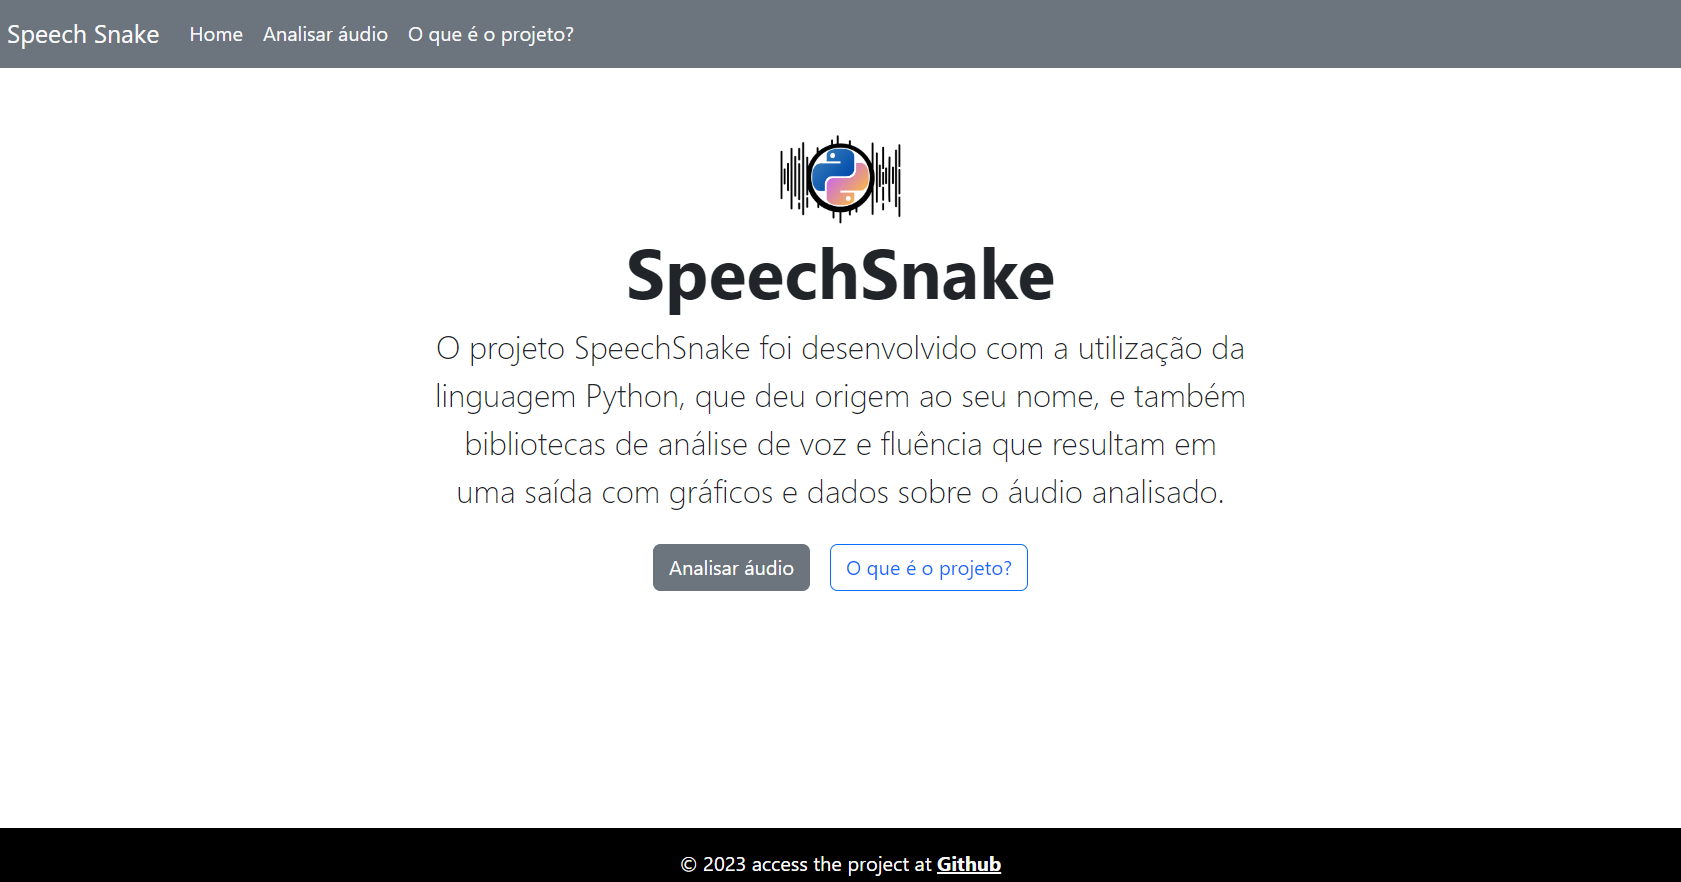 Speech Snake Home Analisar áudio O que é o projeto?
SpeechSnake
O projeto SpeechSnake foi desenvolvido com a utilização da
linguagem Python, que deu origem ao seu nome, e também
bibliotecas de análise de voz e fluência que resultam em
uma saída com gráficos e dados sobre o áudio analisado.
Analisar áudio O que é o projeto?
© 2023 access the project at Github